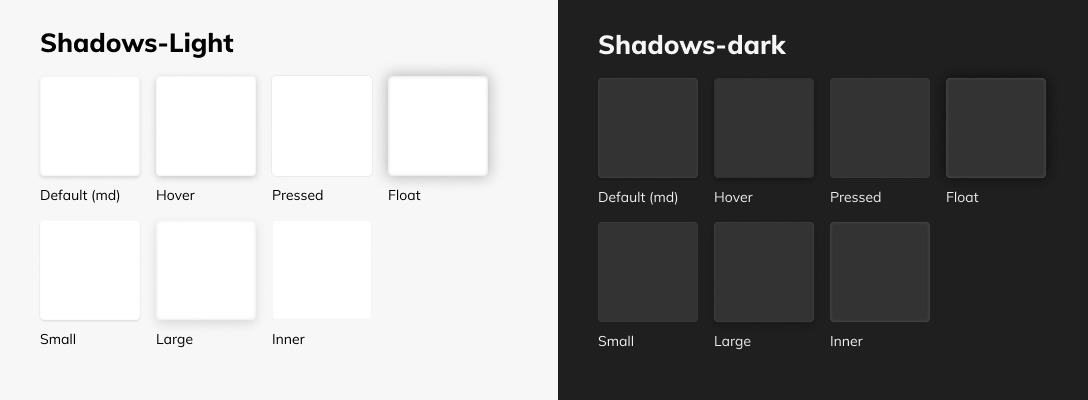 Shadows-Light
Default (md)
Hover
Pressed
Float
Small
Large
Inner
Shadows-dark
Default (md)
Hover
Pressed
Float
Small
Large
Inner